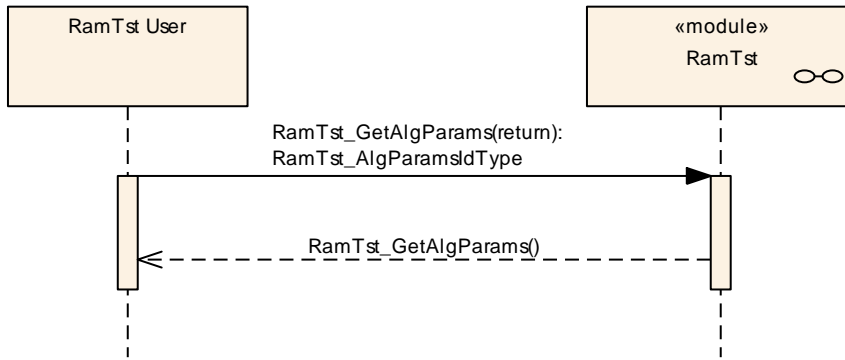 RamTst User
«module»
RamTst
RamTst_GetAlgParams(return):
RamTst_AlgParamsIdType
RamTst_GetAlgParams()